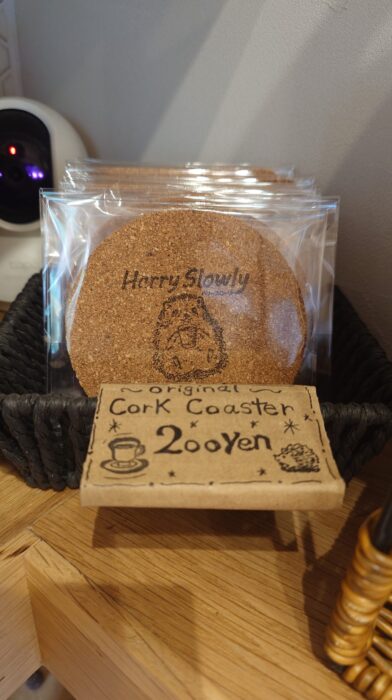 Harry Slowly
~ original ~
Cork Coaster
200Yen